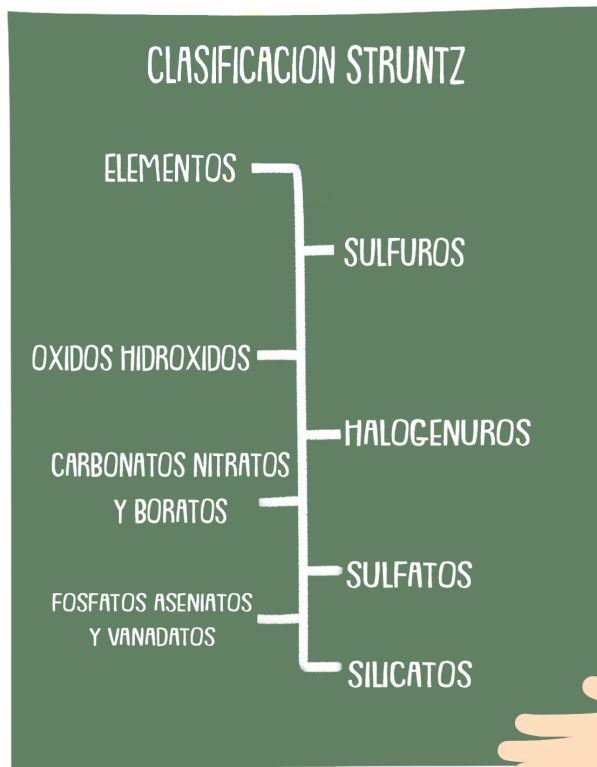 CLASIFICACION STRUNTZ
ELEMENTOS
SULFUROS
OXIDOS HIDROXIDOS
HALOGENUROS
CARBONATOS NITRATOS
Y BORATOS
SULFATOS
FOSFATOS ASENIATOS
Y VANADATOS
SILICATOS